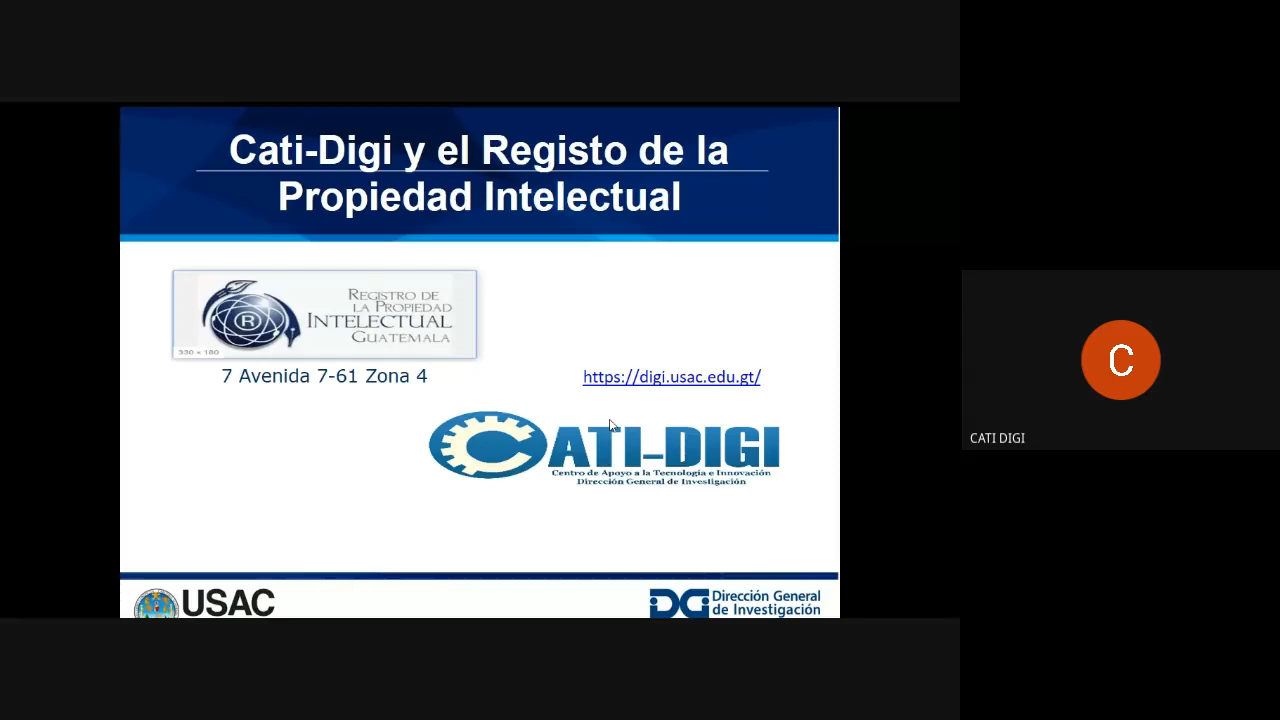 Cati-Digi y el Registo de la
Propiedad Intelectual
REGISTRO DE
LA PROPIEDAD
INTELECTUAL
GUATEMALA
R
330 × 180
7 Avenida 7-61 Zona 4
https://digi.usac.edu.gt/
CATI-DIGI
Centro de Apoyo a la Tecnología e Innovación
Dirección General de Investigación
USAC
DGI Dirección General
de Investigación
C
CATI DIGI